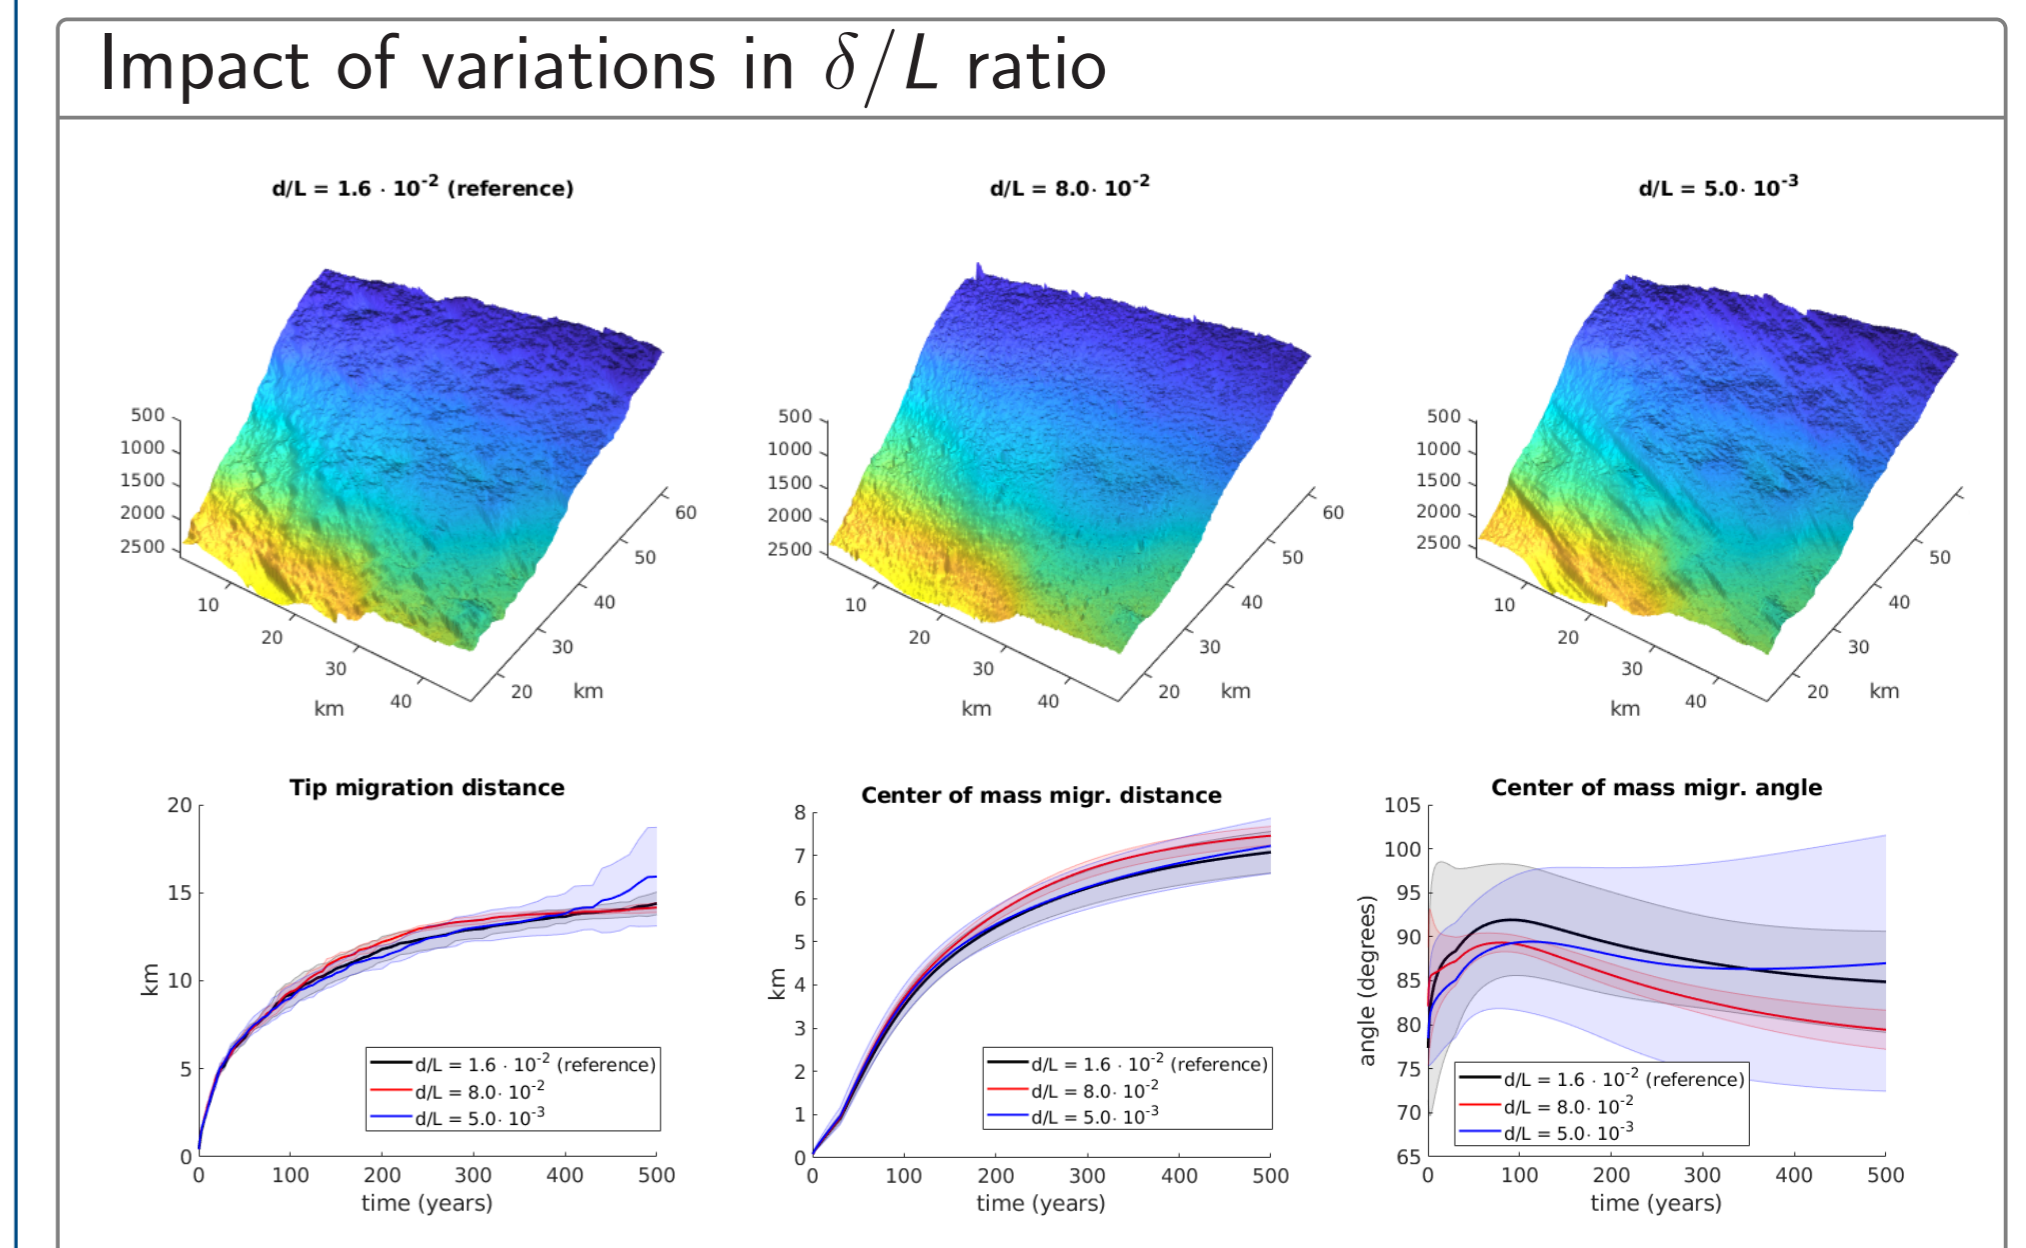 Impact of variations in δ/L ratio
d/L = 1.6 · 10⁻² (reference)
500
1000
1500
2000
2500
10
20
30
40
km
20
30
40
50
60
km
d/L = 8.0· 10⁻²
500
1000
1500
2000
2500
10
20
30
40
km
20
30
40
50
60
km
d/L = 5.0· 10⁻³
500
1000
1500
2000
2500
10
20
30
40
km
20
30
40
50
km
Tip migration distance
20
15
10
5
0
km
0 100 200 300 400 500
time (years)
d/L = 1.6 · 10⁻² (reference)
d/L = 8.0· 10⁻²
d/L = 5.0· 10⁻³
Center of mass migr. distance
8
7
6
5
4
3
2
1
0
km
0 100 200 300 400 500
time (years)
d/L = 1.6 · 10⁻² (reference)
d/L = 8.0· 10⁻²
d/L = 5.0· 10⁻³
Center of mass migr. angle
105
100
95
90
85
80
75
70
65
angle (degrees)
0 100 200 300 400 500
time (years)
d/L = 1.6 · 10⁻² (reference)
d/L = 8.0· 10⁻²
d/L = 5.0· 10⁻³